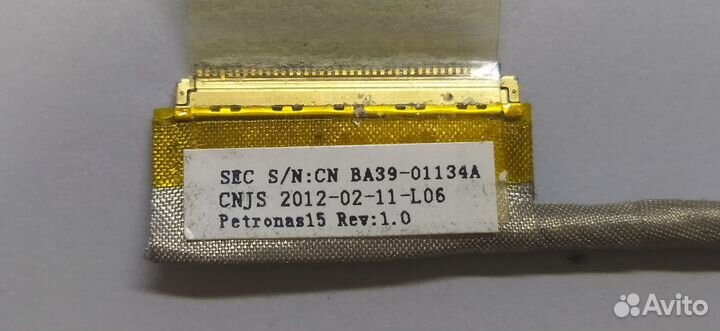 SEC S/N:CN BA39-01134A
CNJS 2012-02-11-L06
Petronas15 Rev:1.0
Avito